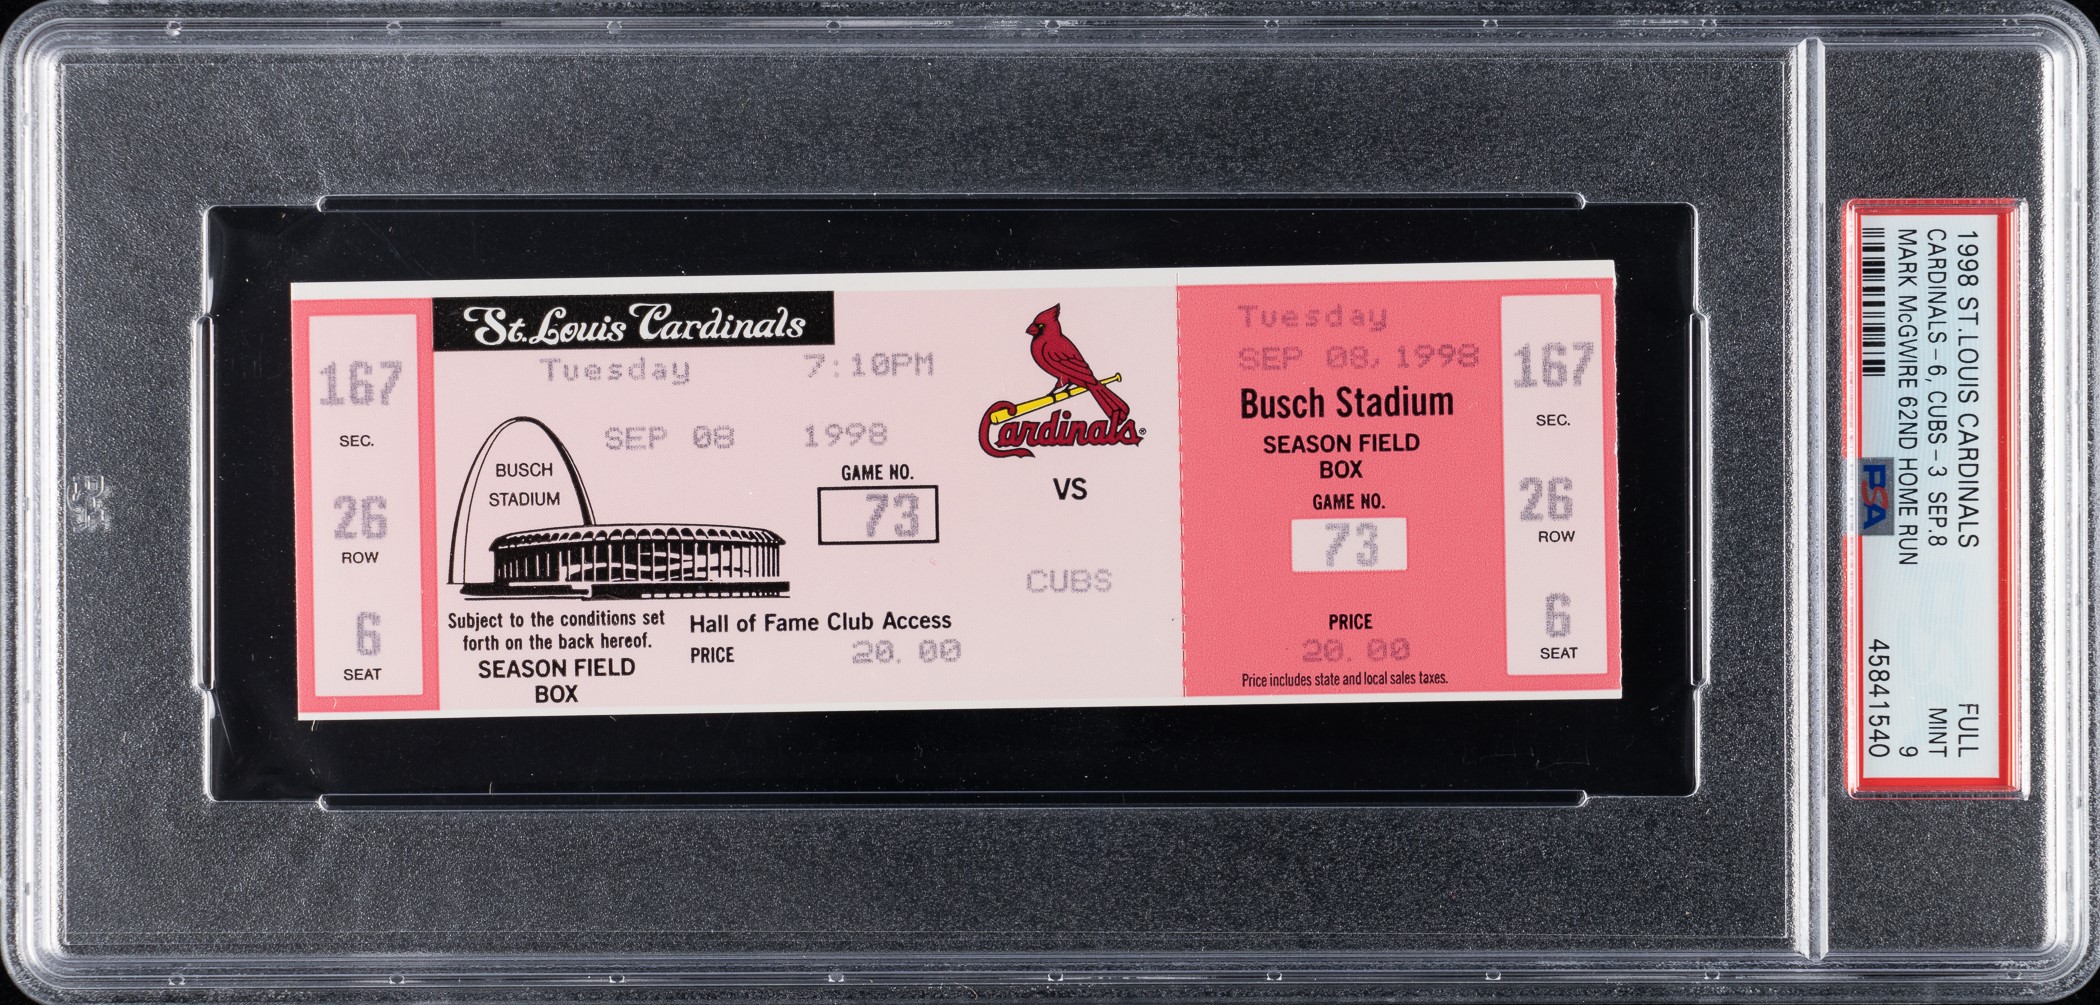 167
SEC.
26
ROW
6
SEAT
St. Louis Cardinals
Tuesday 7:10PM
SEP 08 1998
BUSCH
STADIUM
GAME NO.
73
Subject to the conditions set
forth on the back hereof.
SEASON FIELD
BOX
Hall of Fame Club Access
PRICE 20.00
Cardinals®
VS
CUBS
Tuesday
SEP 08, 1998
Busch Stadium
SEASON FIELD
BOX
GAME NO.
73
PRICE
20.00
Price includes state and local sales taxes.
167
SEC.
26
ROW
6
SEAT
1998 ST.LOUIS CARDINALS FULL
CARDINALS-6, CUBS-3 SEP.8 MINT
MARK McGWIRE 62ND HOME RUN 9
PSA
45841540
PSA